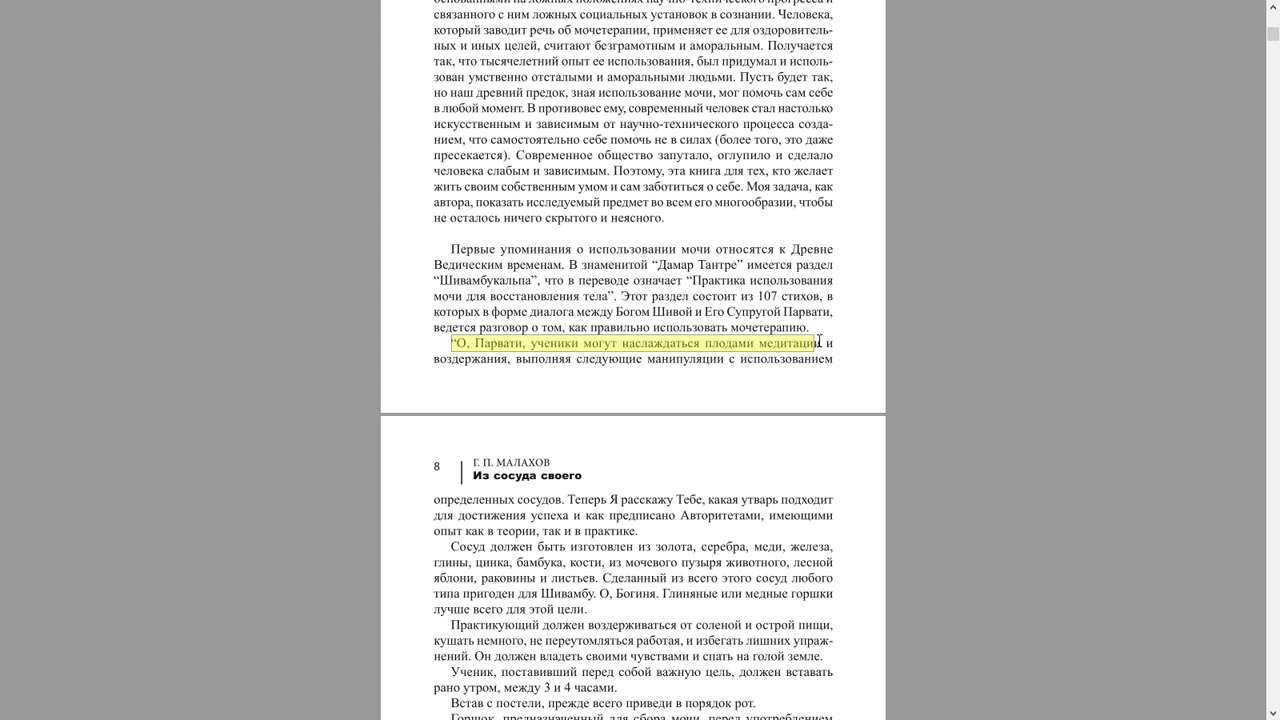 основанными на ложных положениях научно-технического прогресса и
связанного с ним ложных социальных установок в сознании. Человека,
который заводит речь об мочетерапии, применяет ее для оздоровитель-
ных и иных целей, считают безграмотным и аморальным. Получается
так, что тысячелетний опыт ее использования, был придумал и исполь-
зован умственно отсталыми и аморальными людьми. Пусть будет так,
но наш древний предок, зная использование мочи, мог помочь сам себе
в любой момент. В противовес ему, современный человек стал настолько
искусственным и зависимым от научно-технического процесса созда-
нием, что самостоятельно себе помочь не в силах (более того, это даже
пресекается). Современное общество запутало, оглупило и сделало
человека слабым и зависимым. Поэтому, эта книга для тех, кто желает
жить своим собственным умом и сам заботиться о себе. Моя задача, как
автора, показать исследуемый предмет во всем его многообразии, чтобы
не осталось ничего скрытого и неясного.
Первые упоминания о использовании мочи относятся к Древне
Ведическим временам. В знаменитой “Дамар Тантре” имеется раздел
“Шивамбукальпа”, что в переводе означает “Практика использования
мочи для восстановления тела”. Этот раздел состоит из 107 стихов, в
которых в форме диалога между Богом Шивой и Его Супругой Парвати,
ведется разговор о том, как правильно использовать мочетерапию.
“О, Парвати, ученики могут наслаждаться плодами медитации и
воздержания, выполняя следующие манипуляции с использованием
8
Г. П. МАЛАХОВ
Из сосуда своего
определенных сосудов. Теперь Я расскажу Тебе, какая утварь подходит
для достижения успеха и как предписано Авторитетами, имеющими
опыт как в теории, так и в практике.
Сосуд должен быть изготовлен из золота, серебра, меди, железа,
глины, цинка, бамбука, кости, из мочевого пузыря животного, лесной
яблони, раковины и листьев. Сделанный из всего этого сосуд любого
типа пригоден для Шивамбу. О, Богиня. Глиняные или медные горшки
лучше всего для этой цели.
Практикующий должен воздерживаться от соленой и острой пищи,
кушать немного, не переутомляться работая, и избегать лишних упраж-
нений. Он должен владеть своими чувствами и спать на голой земле.
Ученик, поставивший перед собой важную цель, должен вставать
рано утром, между 3 и 4 часами.
Встав с постели, прежде всего приведи в порядок рот.
Горшок, предназначенный для сбора мочи, перед употреблением